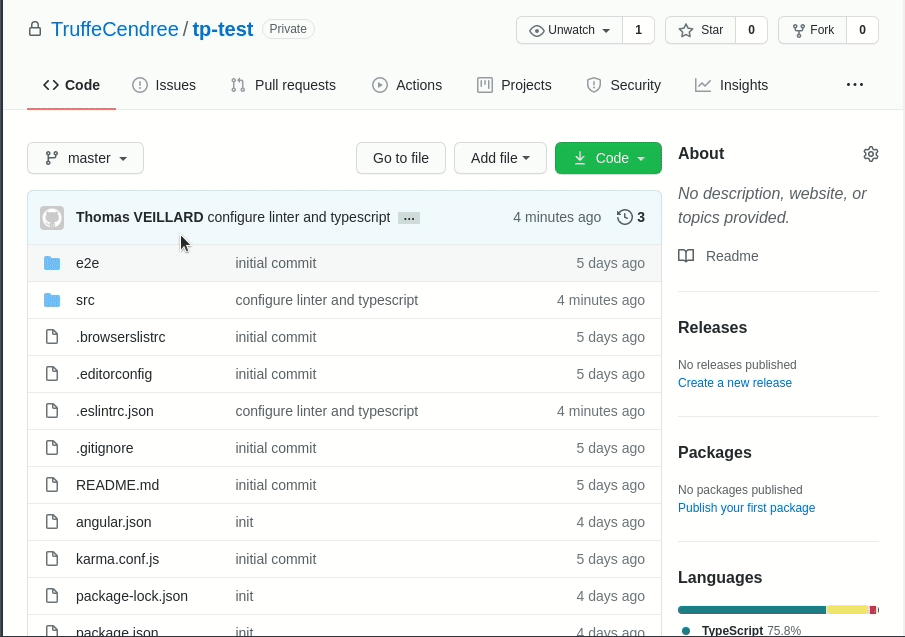 TruffeCendree / tp-test Private
Unwatch 1 Star 0 Fork 0
Code Issues Pull requests Actions Projects Security Insights ...
master Go to file Add file Code
Thomas VEILLARD configure linter and typescript ... 4 minutes ago 3
e2e initial commit 5 days ago
src configure linter and typescript 4 minutes ago
.browserslistrc initial commit 5 days ago
.editorconfig initial commit 5 days ago
.eslintrc.json configure linter and typescript 4 minutes ago
.gitignore initial commit 5 days ago
README.md initial commit 5 days ago
angular.json init 4 days ago
karma.conf.js initial commit 5 days ago
package-lock.json init 4 days ago
package.json init 4 days ago
About
No description, website, or
topics provided.
Readme
Releases
No releases published
Create a new release
Packages
No packages published
Publish your first package
Languages
TypeScript 75.8%